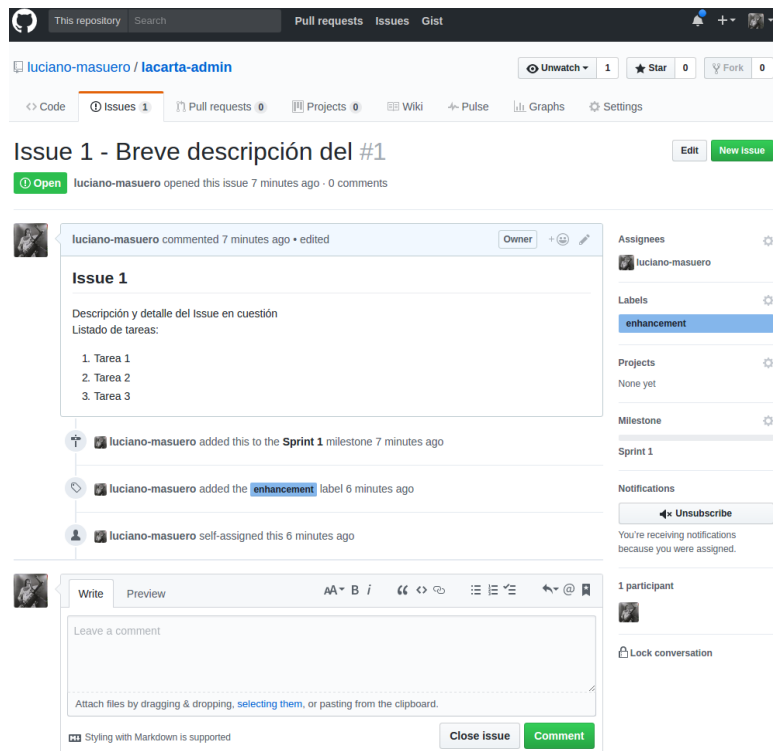 This repository Search Pull requests Issues Gist
luciano-masuero / lacarta-admin Unwatch 1 Star 0 Fork 0
Code Issues 1 Pull requests 0 Projects 0 Wiki Pulse Graphs Settings
Issue 1 - Breve descripción del #1 Edit New issue
Open luciano-masuero opened this issue 7 minutes ago · 0 comments
luciano-masuero commented 7 minutes ago • edited Owner
Issue 1
Descripción y detalle del Issue en cuestión
Listado de tareas:
1. Tarea 1
2. Tarea 2
3. Tarea 3
luciano-masuero added this to the Sprint 1 milestone 7 minutes ago
luciano-masuero added the enhancement label 6 minutes ago
luciano-masuero self-assigned this 6 minutes ago
Write Preview AA B i “ <> @
Leave a comment
Attach files by dragging & dropping, selecting them, or pasting from the clipboard.
Styling with Markdown is supported Close issue Comment
Assignees
luciano-masuero
Labels
enhancement
Projects
None yet
Milestone
Sprint 1
Notifications
Unsubscribe
You're receiving notifications
because you were assigned.
1 participant
Lock conversation